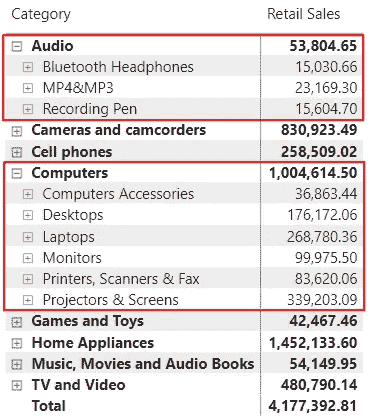 Category Retail Sales
Audio 53,804.65
Bluetooth Headphones 15,030.66
MP4&MP3 23,169.30
Recording Pen 15,604.70
Cameras and camcorders 830,923.49
Cell phones 258,509.02
Computers 1,004,614.50
Computers Accessories 36,863.44
Desktops 176,172.06
Laptops 268,780.36
Monitors 99,975.50
Printers, Scanners & Fax 83,620.06
Projectors & Screens 339,203.09
Games and Toys 42,467.46
Home Appliances 1,452,133.60
Music, Movies and Audio Books 54,149.95
TV and Video 480,790.14
Total 4,177,392.81